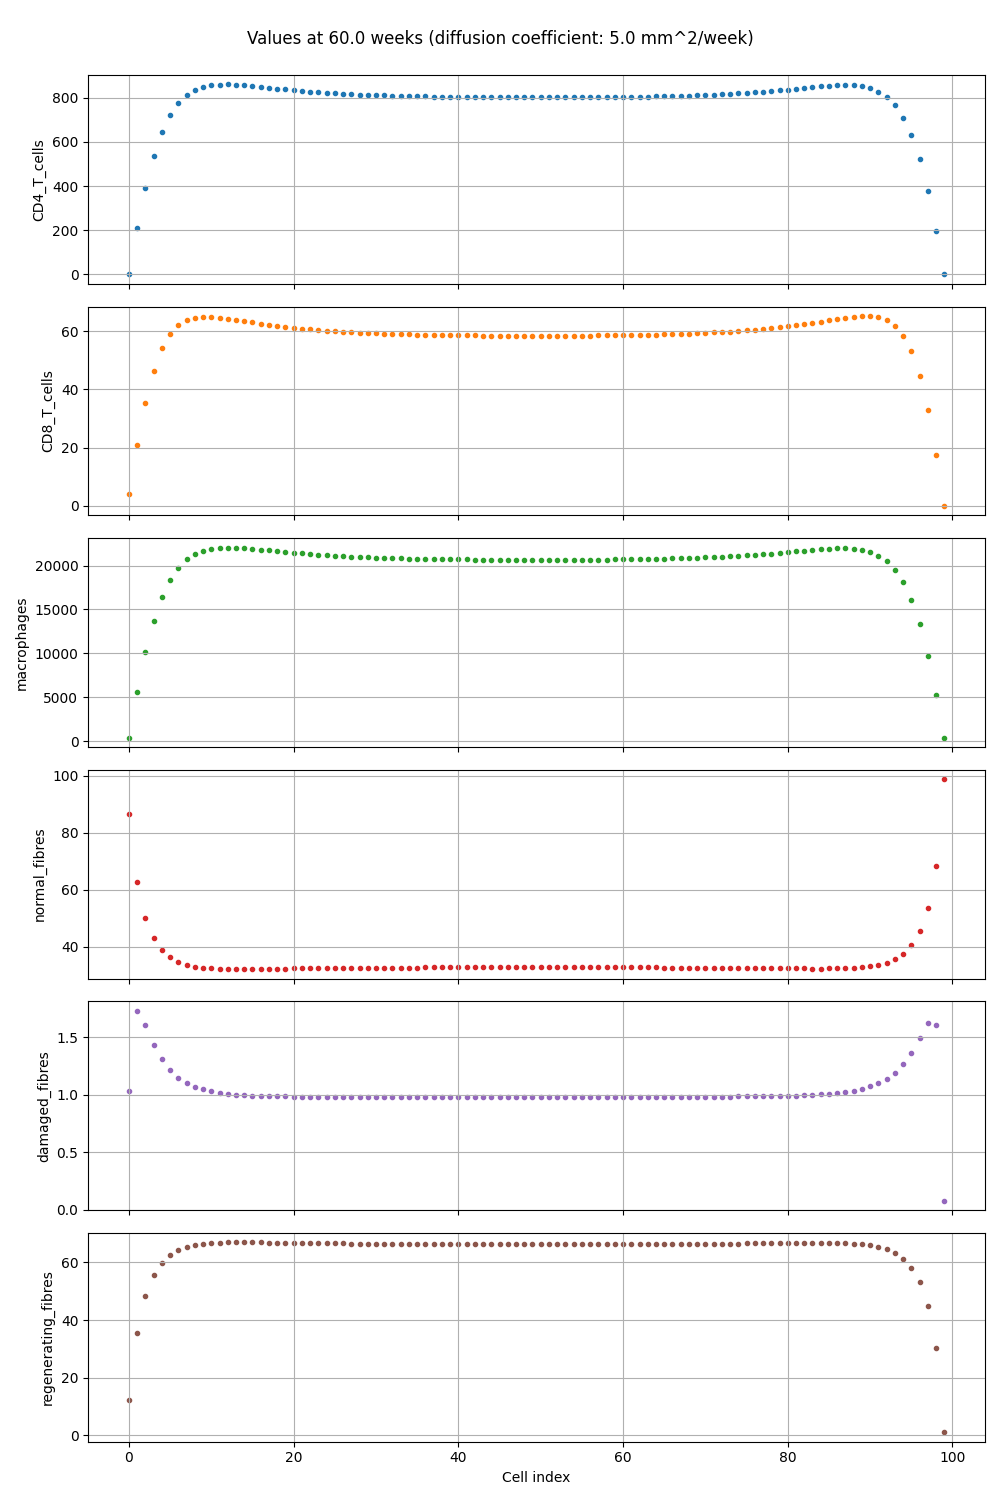 Values at 60.0 weeks (diffusion coefficient: 5.0 mm^2/week)
800
600
400
200
0
CD4_T_cells
60
40
20
0
CD8_T_cells
20000
15000
10000
5000
0
macrophages
100
80
60
40
normal_fibres
1.5
1.0
0.5
0.0
damaged_fibres
60
40
20
0
regenerating_fibres
0 20 40 60 80 100
Cell index